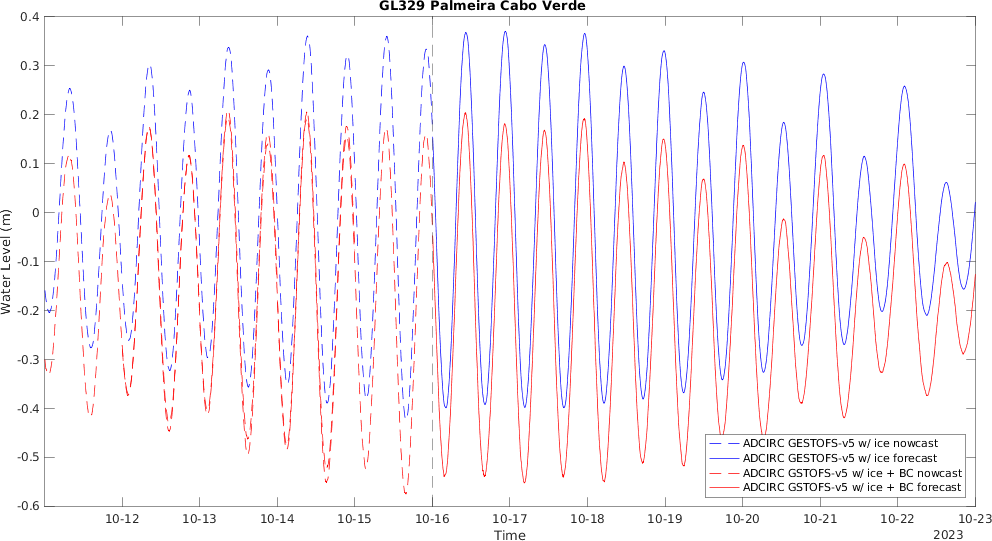 GL329 Palmeira Cabo Verde
0.4
0.3
0.2
0.1
0
-0.1
-0.2
-0.3
-0.4
-0.5
-0.6
Water Level (m)
ADCIRC GESTOFS-v5 w/ ice nowcast
ADCIRC GESTOFS-v5 w/ ice forecast
ADCIRC GSTOFS-v5 w/ ice + BC nowcast
ADCIRC GSTOFS-v5 w/ ice + BC forecast
10-12 10-13 10-14 10-15 10-16 10-17 10-18 10-19 10-20 10-21 10-22 10-23
Time
2023